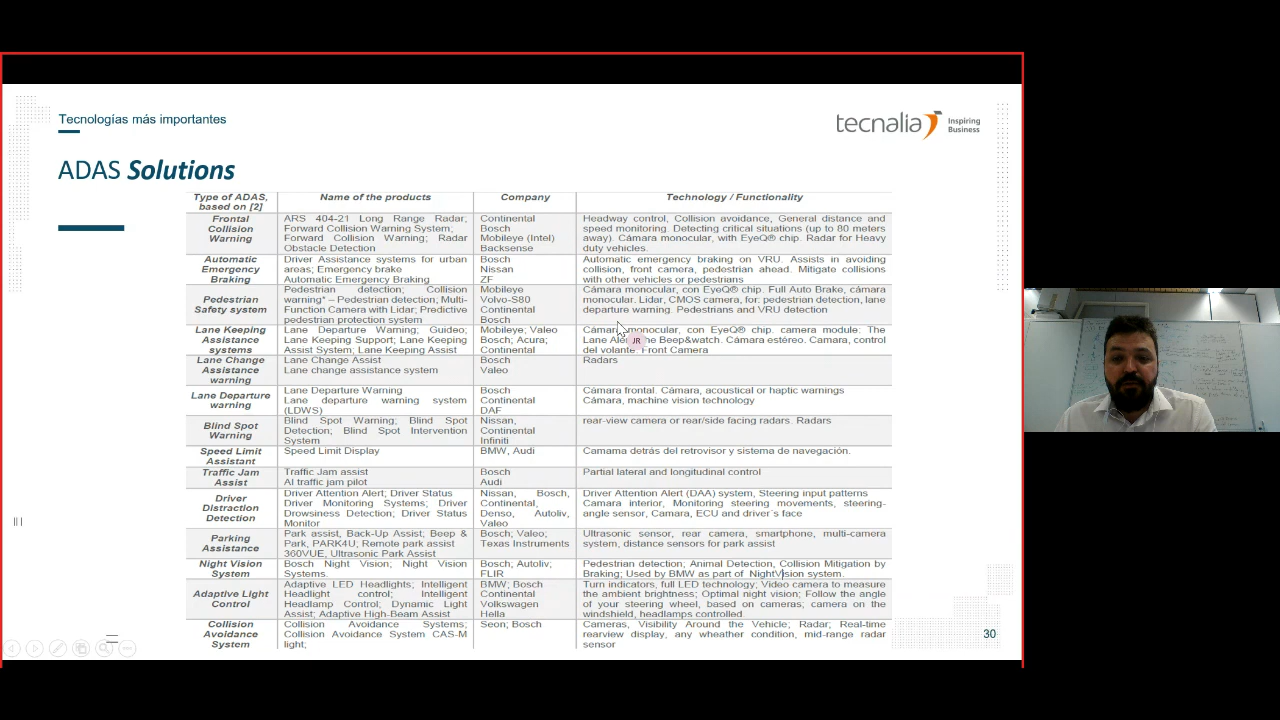 Tecnologías más importantes
tecnalia Inspiring Business
ADAS Solutions
Type of ADAS, based on [2]
Name of the products
Company
Technology / Functionality
Frontal Collision Warning
ARS 404-21 Long Range Radar;
Forward Collision Warning System;
Forward Collision Warning; Radar
Obstacle Detection
Continental
Bosch
Mobileye (Intel)
Backsense
Headway control, Collision avoidance, General distance and
speed monitoring. Detecting critical situations (up to 80 meters
away). Cámara monocular, with EyeQ® chip. Radar for Heavy
duty vehicles.
Automatic Emergency Braking
Driver Assistance systems for urban
areas; Emergency brake
Automatic Emergency Braking
Bosch
Nissan
ZF
Automatic emergency braking on VRU. Assists in avoiding
collision, front camera, pedestrian ahead. Mitigate collisions
with other vehicles or pedestrians
Pedestrian Safety system
Pedestrian detection; Collision
warning* – Pedestrian detection; Multi-
Function Camera with Lidar; Predictive
pedestrian protection system
Mobileye
Volvo-S80
Continental
Bosch
Cámara monocular, con EyeQ® chip. Full Auto Brake, cámara
monocular. Lidar, CMOS camera, for: pedestrian detection, lane
departure warning. Pedestrians and VRU detection
Lane Keeping Assistance systems
Lane Departure Warning; Guideo;
Lane Keeping Support; Lane Keeping
Assist System; Lane Keeping Assist
Mobileye; Valeo
Bosch; Acura;
Continental
monocular, con EyeQ® chip. camera module: The
Lane Beep&watch. Cámara estéreo. Camara, control
del volante. Front Camera
JR
Lane Change Assistance warning
Lane Change Assist
Lane change assistance system
Bosch
Valeo
Radars
Lane Departure warning
Lane Departure Warning
Lane departure warning system
(LDWS)
Bosch
Continental
DAF
Cámara frontal. Cámara, acoustical or haptic warnings
Cámara, machine vision technology
Blind Spot Warning
Blind Spot Warning; Blind Spot
Detection; Blind Spot Intervention
System
Nissan,
Continental
Infiniti
rear-view camera or rear/side facing radars. Radars
Speed Limit Assistant
Speed Limit Display
BMW, Audi
Camama detrás del retrovisor y sistema de navegación.
Traffic Jam Assist
Traffic Jam assist
AI traffic jam pilot
Bosch
Audi
Partial lateral and longitudinal control
Driver Distraction Detection
Driver Attention Alert; Driver Status
Driver Monitoring Systems; Driver
Drowsiness Detection; Driver Status
Monitor
Nissan, Bosch,
Continental,
Denso, Autoliv,
Valeo
Driver Attention Alert (DAA) system, Steering input patterns
Camara interior, Monitoring steering movements, steering-
angle sensor, Camara, ECU and driver´s face
Parking Assistance
Park assist, Back-Up Assist; Beep &
Park, PARK4U; Remote park assist
360VUE, Ultrasonic Park Assist
Bosch; Valeo;
Texas Instruments
Ultrasonic sensor, rear camera, smartphone, multi-camera
system, distance sensors for park assist
Night Vision System
Bosch Night Vision; Night Vision
Systems.
Bosch; Autoliv;
FLIR
Pedestrian detection; Animal Detection, Collision Mitigation by
Braking; Used by BMW as part of NightVision system.
Adaptive Light Control
Adaptive LED Headlights; Intelligent
Headlight control; Intelligent
Headlamp Control; Dynamic Light
Assist; Adaptive High-Beam Assist
BMW; Bosch
Continental
Volkswagen
Hella
Turn indicators, full LED technology; Video camera to measure
the ambient brightness; Optimal night vision; Follow the angle
of your steering wheel, based on cameras; camera on the
windshield, headlamps controlled.
Collision Avoidance System
Collision Avoidance Systems;
Collision Avoidance System CAS-M
light;
Seon; Bosch
Cameras, Visibility Around the Vehicle; Radar; Real-time
rearview display, any wheather condition, mid-range radar
sensor
30